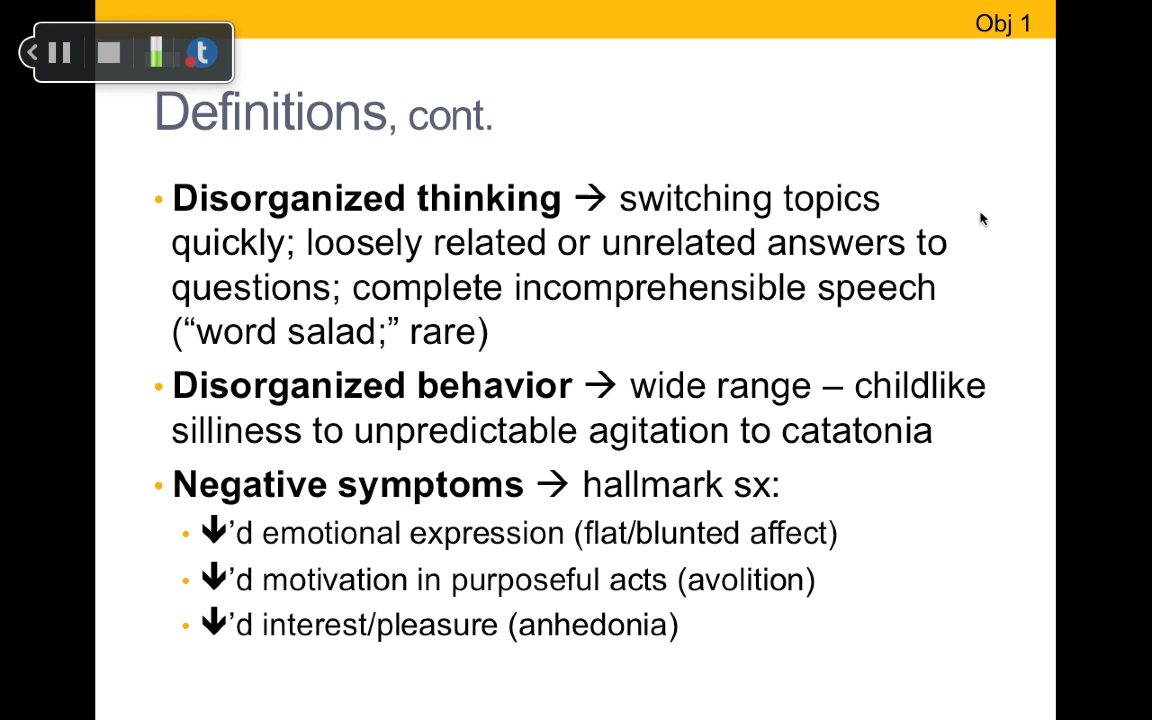 Obj 1
t
Definitions, cont.
• Disorganized thinking → switching topics
quickly; loosely related or unrelated answers to
questions; complete incomprehensible speech
(“word salad;” rare)
• Disorganized behavior → wide range – childlike
silliness to unpredictable agitation to catatonia
• Negative symptoms → hallmark sx:
• 🡻’d emotional expression (flat/blunted affect)
• 🡻’d motivation in purposeful acts (avolition)
• 🡻’d interest/pleasure (anhedonia)